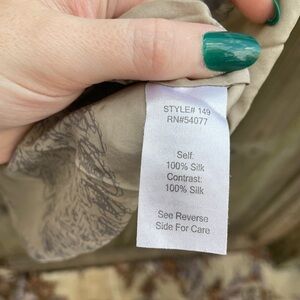 STYLE# 149
RN#54077
Self:
100% Silk
Contrast:
100% Silk
See Reverse
Side For Care